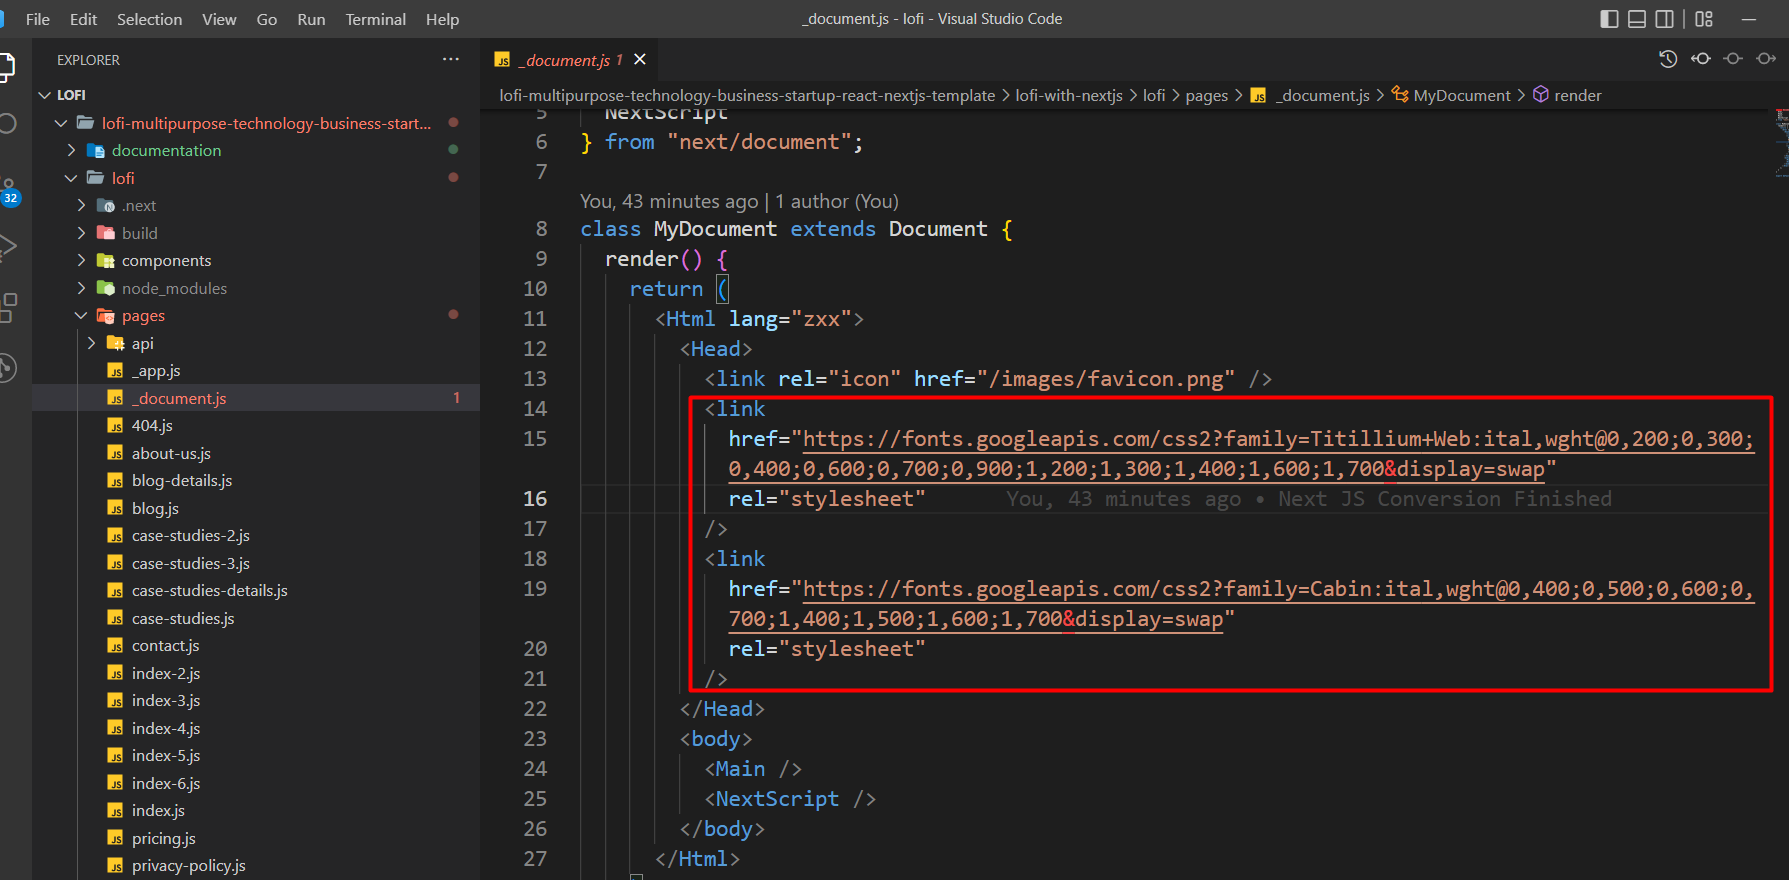 File Edit Selection View Go Run Terminal Help
_document.js - lofi - Visual Studio Code
EXPLORER
LOFI
lofi-multipurpose-technology-business-start...
documentation
lofi
.next
build
components
node_modules
pages
api
_app.js
_document.js 1
404.js
about-us.js
blog-details.js
blog.js
case-studies-2.js
case-studies-3.js
case-studies-details.js
case-studies.js
contact.js
index-2.js
index-3.js
index-4.js
index-5.js
index-6.js
index.js
pricing.js
privacy-policy.js
32
_document.js 1
lofi-multipurpose-technology-business-startup-react-nextjs-template > lofi-with-nextjs > lofi > pages > _document.js > MyDocument > render
5 NextScript
6 } from "next/document";
7
You, 43 minutes ago | 1 author (You)
8 class MyDocument extends Document {
9 render() {
10 return (
11 <Html lang="zxx">
12 <Head>
13 <link rel="icon" href="/images/favicon.png" />
14 <link
15 href="https://fonts.googleapis.com/css2?family=Titillium+Web:ital,wght@0,200;0,300;
0,400;0,600;0,700;0,900;1,200;1,300;1,400;1,600;1,700&display=swap"
16 rel="stylesheet" You, 43 minutes ago • Next JS Conversion Finished
17 />
18 <link
19 href="https://fonts.googleapis.com/css2?family=Cabin:ital,wght@0,400;0,500;0,600;0,
700;1,400;1,500;1,600;1,700&display=swap"
20 rel="stylesheet"
21 />
22 </Head>
23 <body>
24 <Main />
25 <NextScript />
26 </body>
27 </Html>